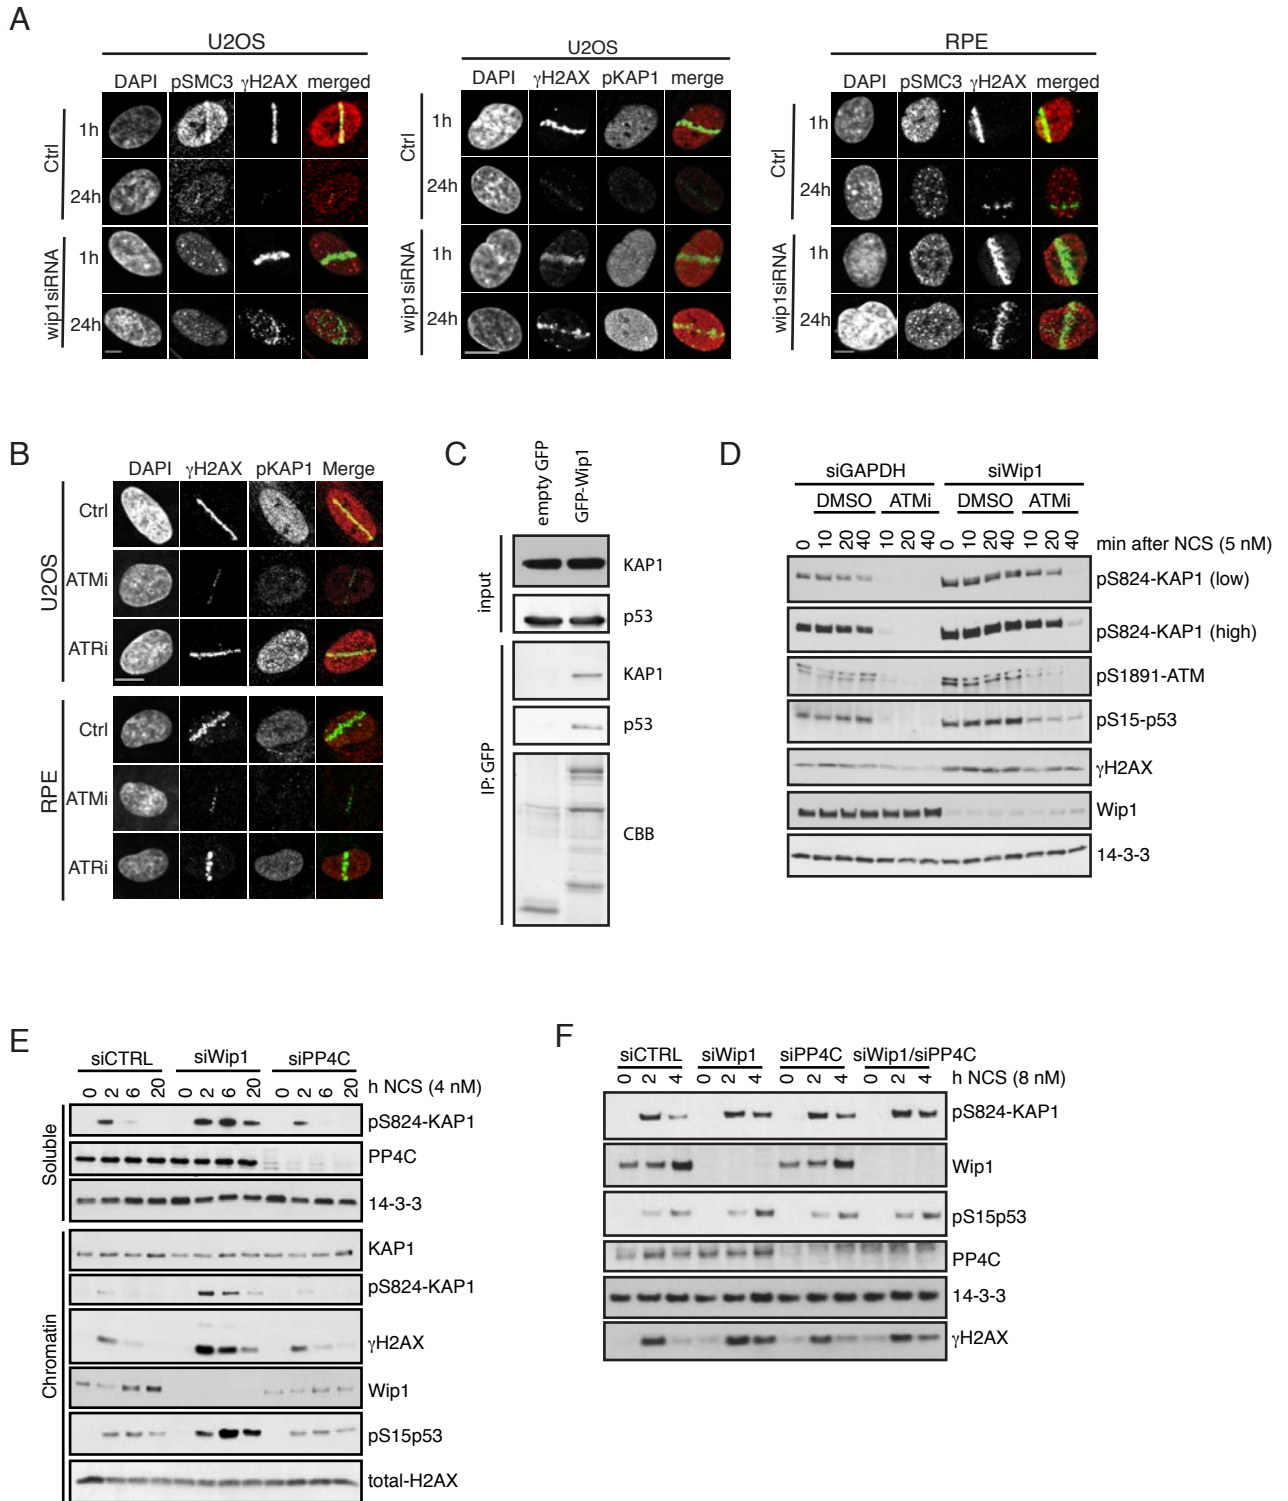 A
U2OS
DAPI pSMC3 γH2AX merged
Ctrl
1h
24h
wip1siRNA
1h
24h
U2OS
DAPI γH2AX pKAP1 merge
Ctrl
1h
24h
wip1siRNA
1h
24h
RPE
DAPI pSMC3 γH2AX merged
Ctrl
1h
24h
wip1siRNA
1h
24h
B
DAPI γH2AX pKAP1 Merge
U2OS
Ctrl
ATMi
ATRi
RPE
Ctrl
ATMi
ATRi
C
empty GFP
GFP-Wip1
input
KAP1
p53
IP: GFP
KAP1
p53
CBB
D
siGAPDH siWip1
DMSO ATMi DMSO ATMi
0 10 20 40 10 20 40 0 10 20 40 10 20 40 min after NCS (5 nM)
pS824-KAP1 (low)
pS824-KAP1 (high)
pS1891-ATM
pS15-p53
γH2AX
Wip1
14-3-3
E
siCTRL siWip1 siPP4C
0 2 6 20 0 2 6 20 0 2 6 20 h NCS (4 nM)
Soluble
pS824-KAP1
PP4C
14-3-3
Chromatin
KAP1
pS824-KAP1
γH2AX
Wip1
pS15p53
total-H2AX
F
siCTRL siWip1 siPP4C siWip1/siPP4C
0 2 4 0 2 4 0 2 4 0 2 4 h NCS (8 nM)
pS824-KAP1
Wip1
pS15p53
PP4C
14-3-3
γH2AX